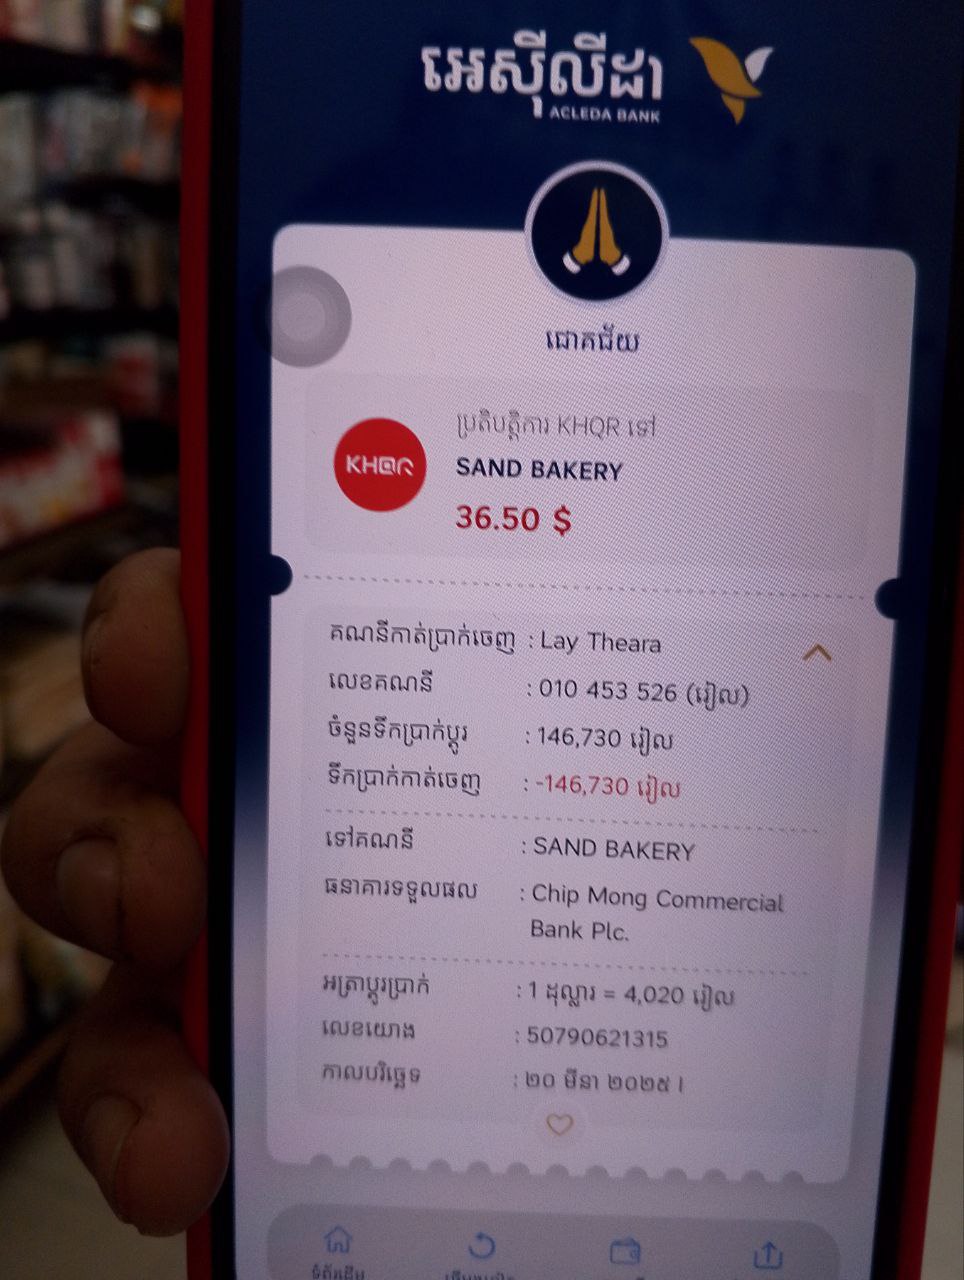 អេស៊ីលីដា
ACLEDA BANK
ជោគជ័យ
ប្រតិបត្តិការ KHQR ទៅ
KHQR
SAND BAKERY
36.50 $
គណនីកាត់ប្រាក់ចេញ : Lay Theara
លេខគណនី : 010 453 526 (រៀល)
ចំនួនទឹកប្រាក់ប្តូរ : 146,730 រៀល
ទឹកប្រាក់កាត់ចេញ : -146,730 រៀល
ទៅគណនី : SAND BAKERY
ធនាគារទទួលផល : Chip Mong Commercial
Bank Plc.
អត្រាប្តូរប្រាក់ : 1 ដុល្លារ = 4,020 រៀល
លេខយោង : 50790621315
កាលបរិច្ឆេទ : ២០ មីនា ២០២៥ ។
ទំព័រដើម